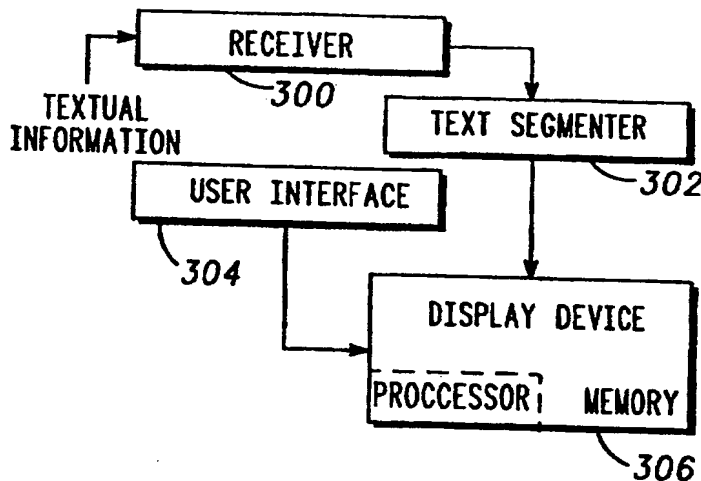 RECEIVER
300
TEXTUAL
INFORMATION
TEXT SEGMENTER
302
USER INTERFACE
304
DISPLAY DEVICE
PROCCESSOR
MEMORY
306